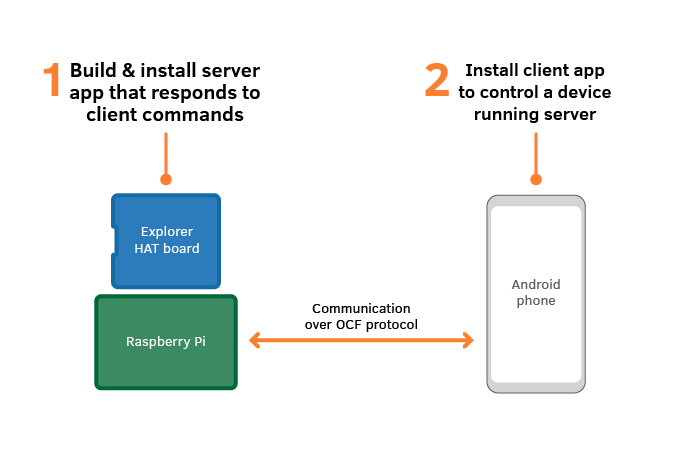 1
Build & install server
app that responds to
client commands
2
Install client app
to control a device
running server
Explorer
HAT board
Raspberry Pi
Communication
over OCF protocol
Android
phone